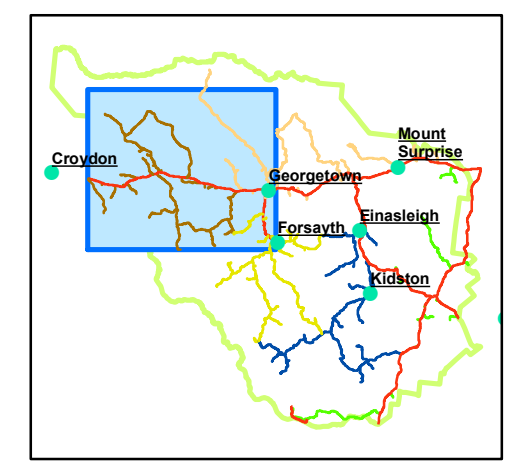 Mount
Surprise
Croydon
Georgetown
Forsayth
Einasleigh
Kidston